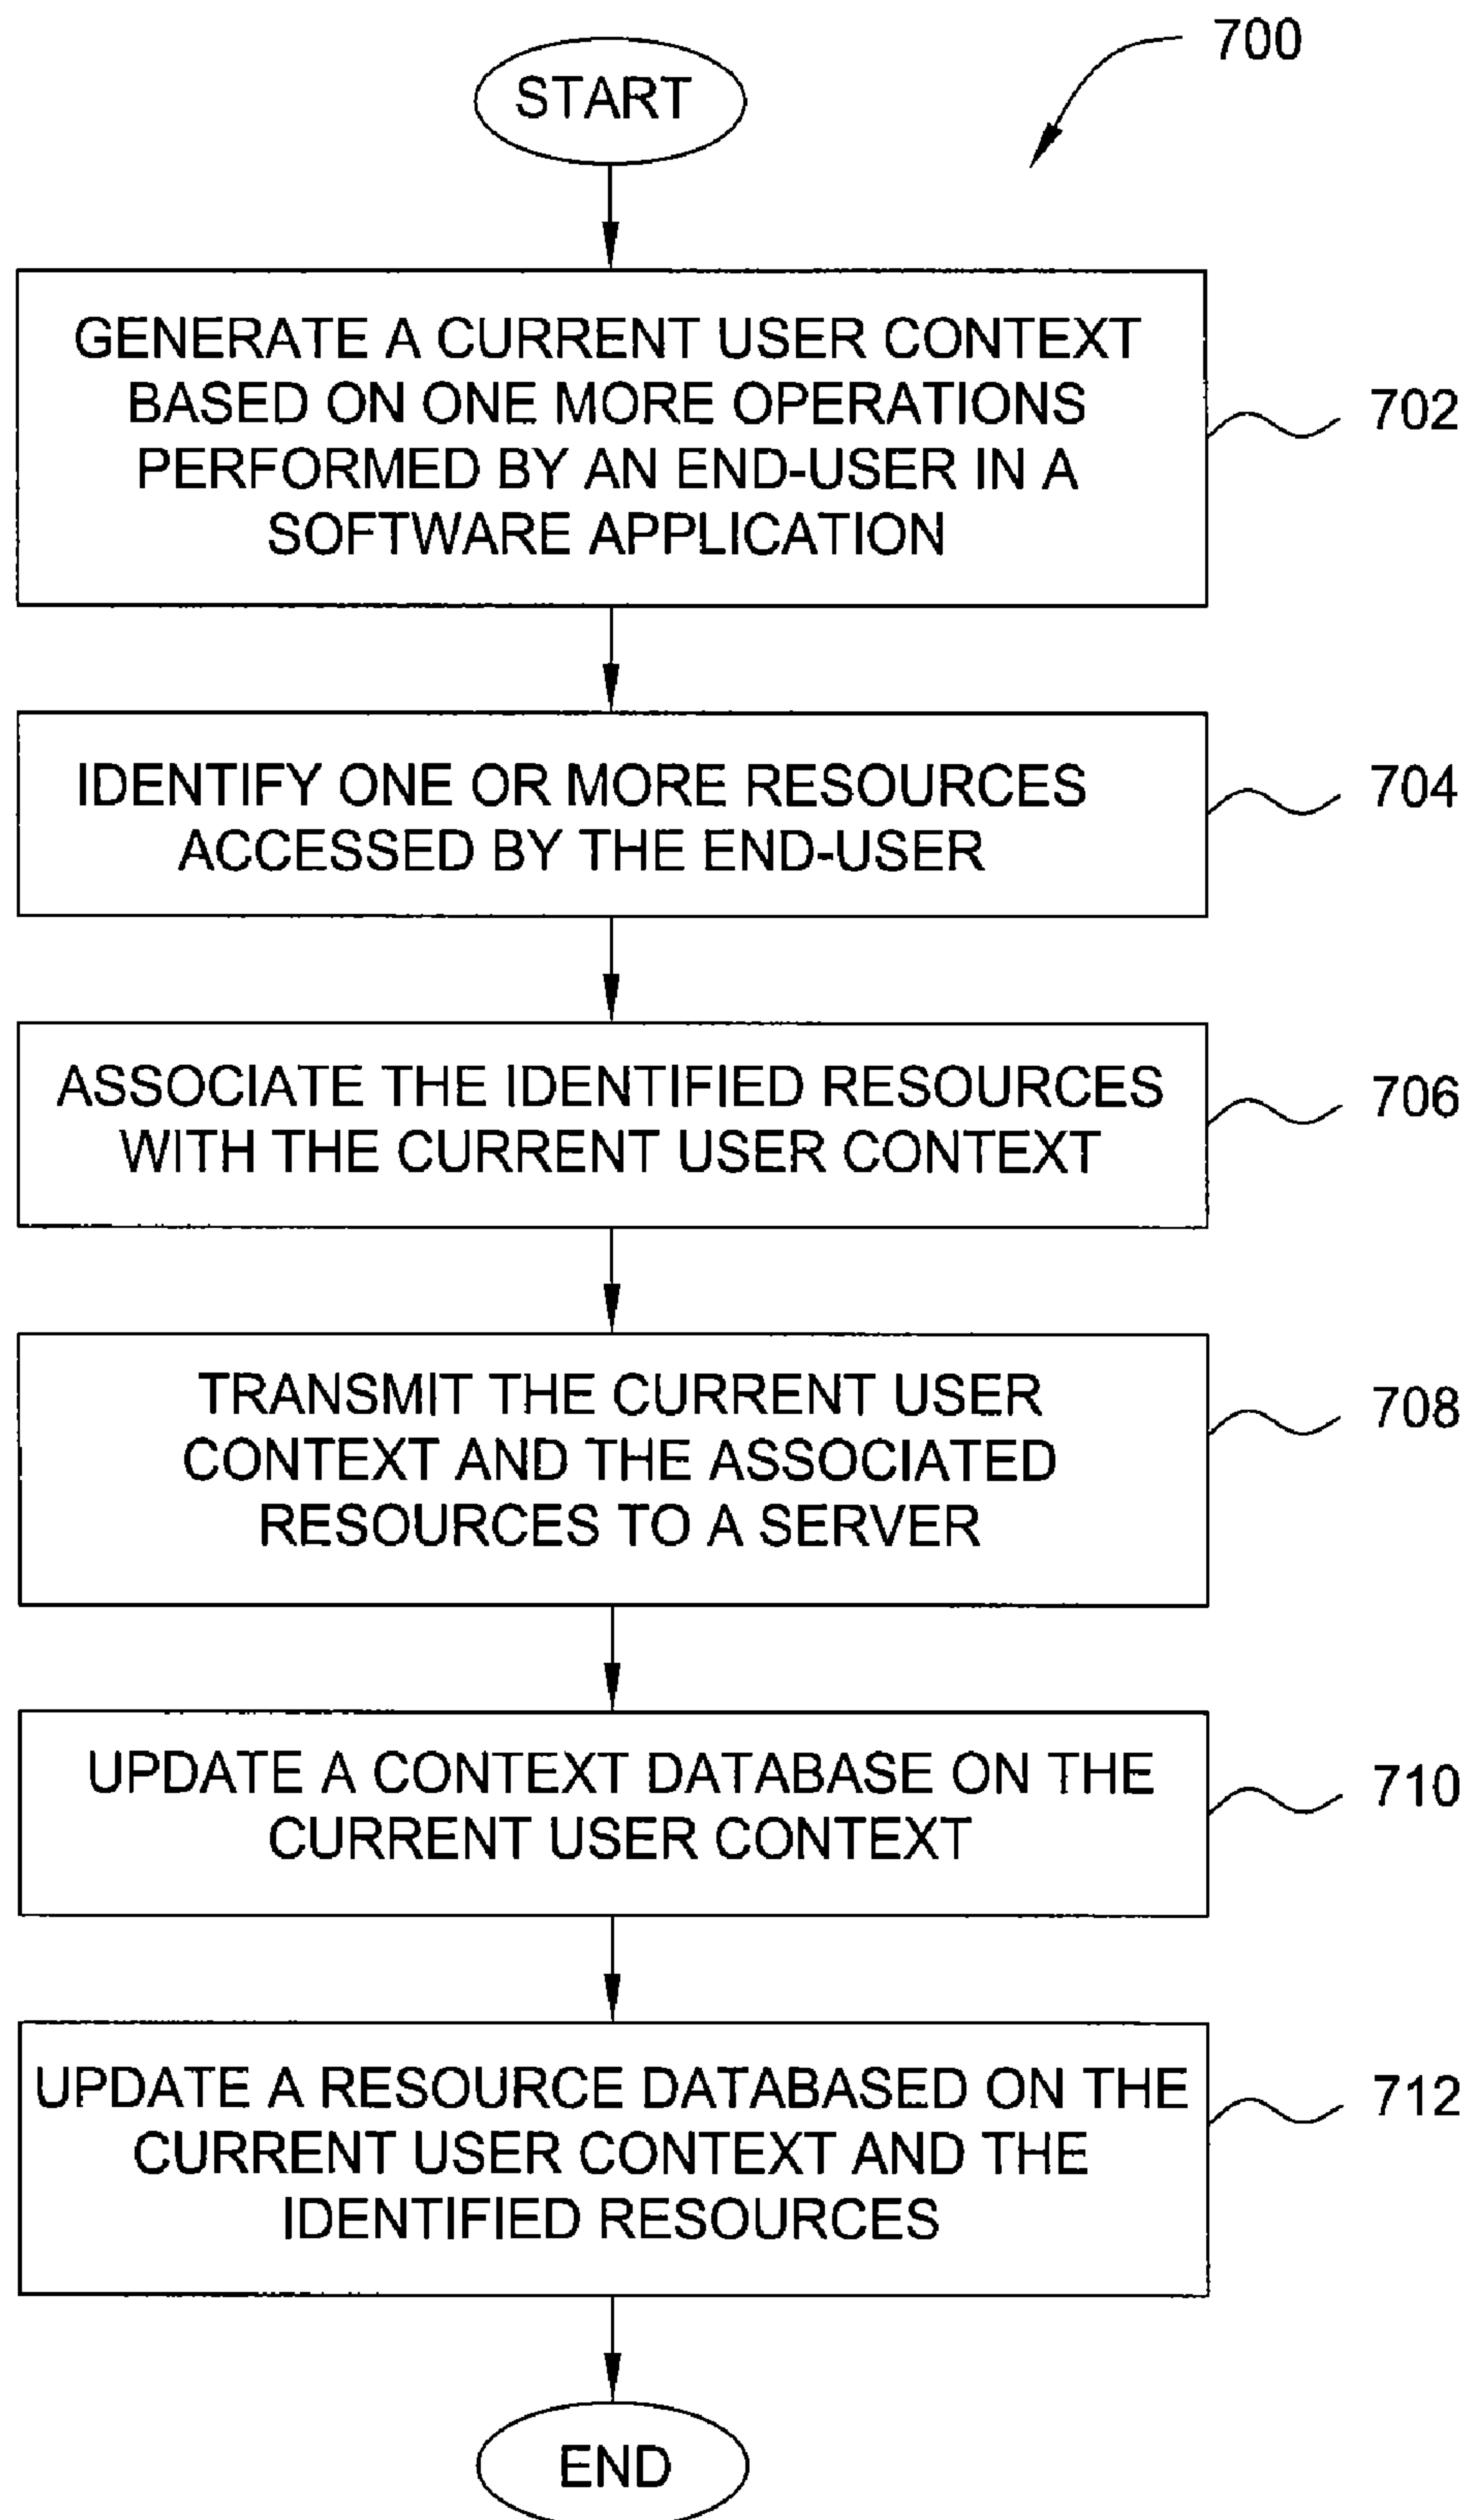 700
START
GENERATE A CURRENT USER CONTEXT
BASED ON ONE MORE OPERATIONS
PERFORMED BY AN END-USER IN A
SOFTWARE APPLICATION
702
IDENTIFY ONE OR MORE RESOURCES
ACCESSED BY THE END-USER
704
ASSOCIATE THE IDENTIFIED RESOURCES
WITH THE CURRENT USER CONTEXT
706
TRANSMIT THE CURRENT USER
CONTEXT AND THE ASSOCIATED
RESOURCES TO A SERVER
708
UPDATE A CONTEXT DATABASE ON THE
CURRENT USER CONTEXT
710
UPDATE A RESOURCE DATABASED ON THE
CURRENT USER CONTEXT AND THE
IDENTIFIED RESOURCES
712
END